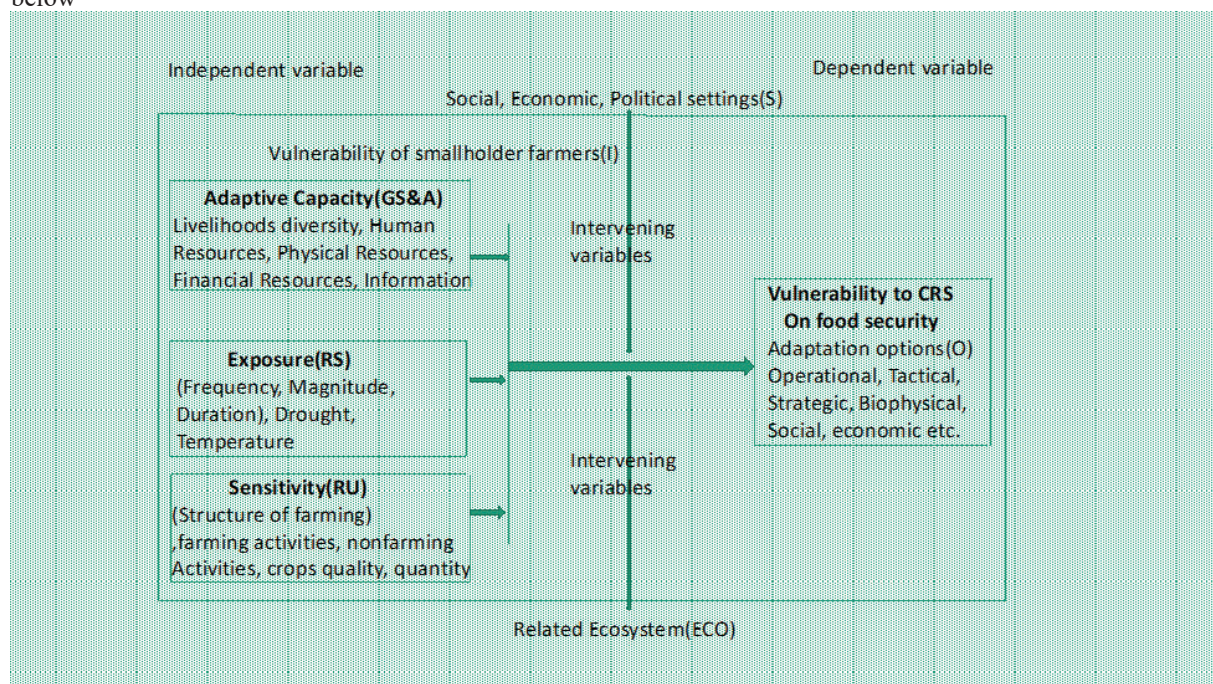 below
Independent variable
Dependent variable
Social, Economic, Political settings(S)
Vulnerability of smallholder farmers(I)
Adaptive Capacity(GS&A)
Livelihoods diversity, Human
Resources, Physical Resources,
Financial Resources, Information
Intervening
variables
Exposure(RS)
(Frequency, Magnitude,
Duration), Drought,
Temperature
Vulnerability to CRS
On food security
Adaptation options(O)
Operational, Tactical,
Strategic, Biophysical,
Social, economic etc.
Sensitivity(RU)
(Structure of farming)
,farming activities, nonfarming
Activities, crops quality, quantity
Intervening
variables
Related Ecosystem(ECO)